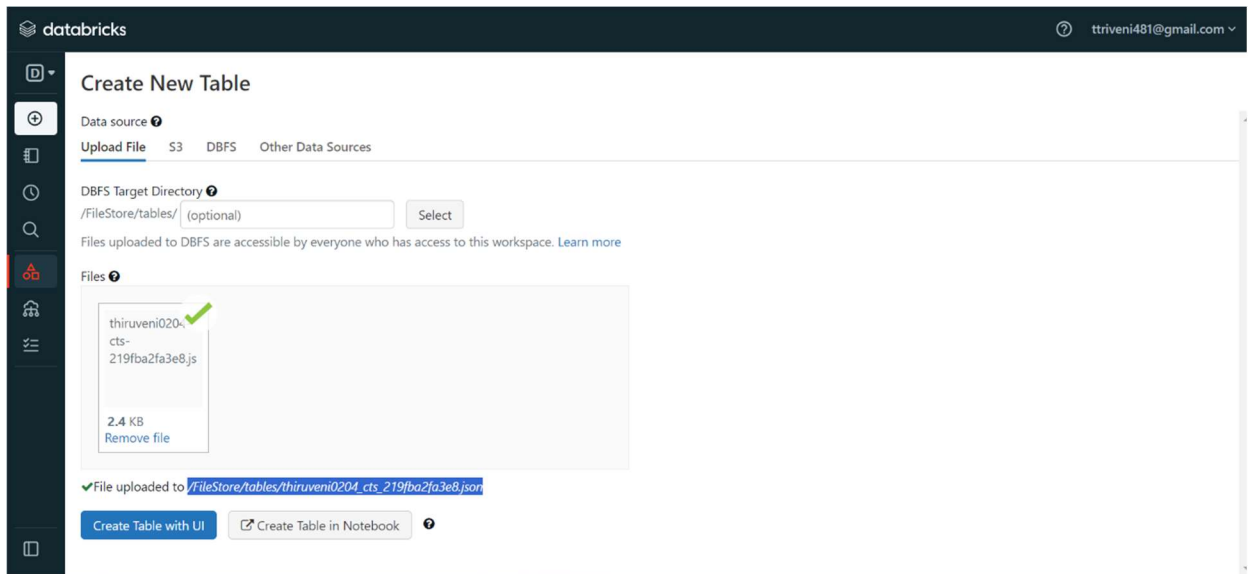 databricks
ttriveni481@gmail.com
D
Create New Table
Data source
Upload File S3 DBFS Other Data Sources
DBFS Target Directory
/FileStore/tables/ (optional) Select
Files uploaded to DBFS are accessible by everyone who has access to this workspace. Learn more
Files
thiruveni0204
cts-
219fba2fa3e8.js
2.4 KB
Remove file
File uploaded to /FileStore/tables/thiruveni0204_cts_219fba2fa3e8.json
Create Table with UI Create Table in Notebook